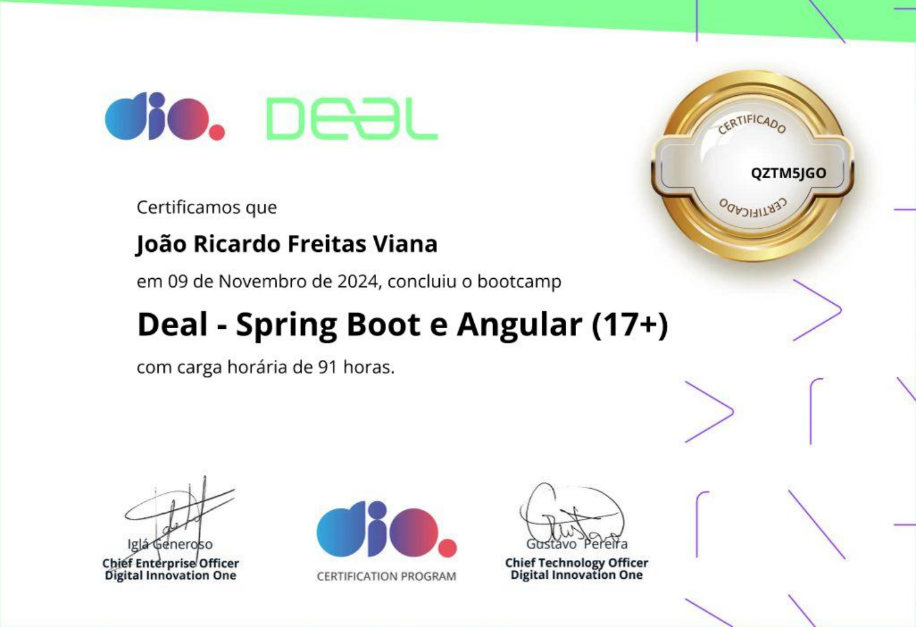 dio. DEAL
CERTIFICADO
QZTM5JGO
CERTIFICADO
Certificamos que
João Ricardo Freitas Viana
em 09 de Novembro de 2024, concluiu o bootcamp
Deal - Spring Boot e Angular (17+)
com carga horária de 91 horas.
Iglá Generoso
Chief Enterprise Officer
Digital Innovation One
dio.
CERTIFICATION PROGRAM
Gustavo Pereira
Chief Technology Officer
Digital Innovation One